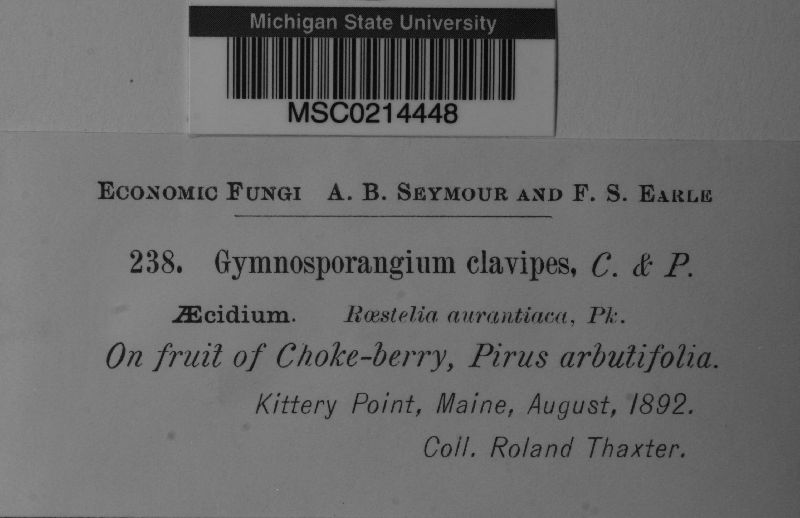 Michigan State University
MSC0214448
Economic Fungi A. B. Seymour and F. S. Earle
238. Gymnosporangium clavipes, C. & P.
Æcidium. Rœstelia aurantiaca, Pk.
On fruit of Choke-berry, Pirus arbutifolia.
Kittery Point, Maine, August, 1892.
Coll. Roland Thaxter.